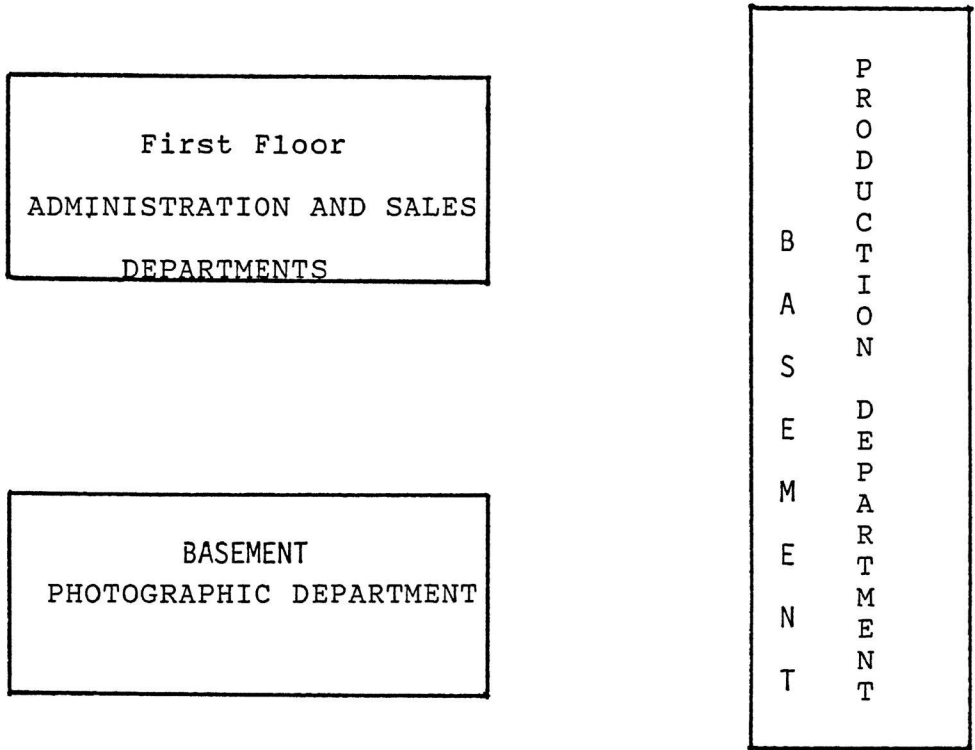 First Floor
ADMINISTRATION AND SALES
DEPARTMENTS
BASEMENT
PHOTOGRAPHIC DEPARTMENT
BASEMENT
PRODUCTION DEPARTMENT